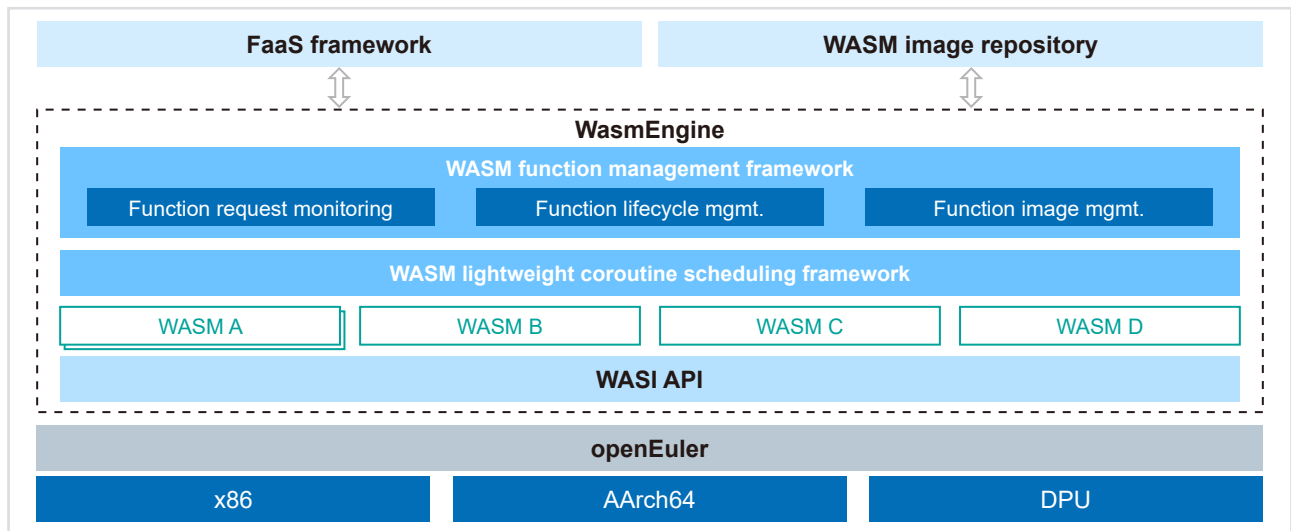 FaaS framework
WASM image repository
WasmEngine
WASM function management framework
Function request monitoring
Function lifecycle mgmt.
Function image mgmt.
WASM lightweight coroutine scheduling framework
WASM A
WASM B
WASM C
WASM D
WASI API
openEuler
x86
AArch64
DPU